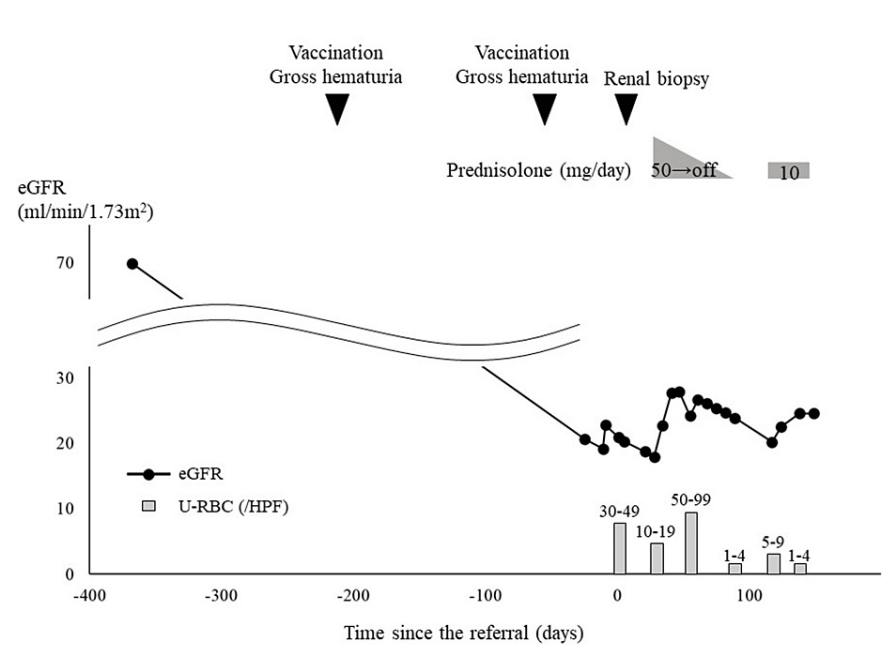 Vaccination
Gross hematuria
Vaccination
Gross hematuria
Renal biopsy
Prednisolone (mg/day)
50→off
10
eGFR
(ml/min/1.73m²)
70
30
20
10
0
eGFR
U-RBC (/HPF)
30-49
10-19
50-99
1-4
5-9
1-4
-400
-300
-200
-100
0
100
Time since the referral (days)